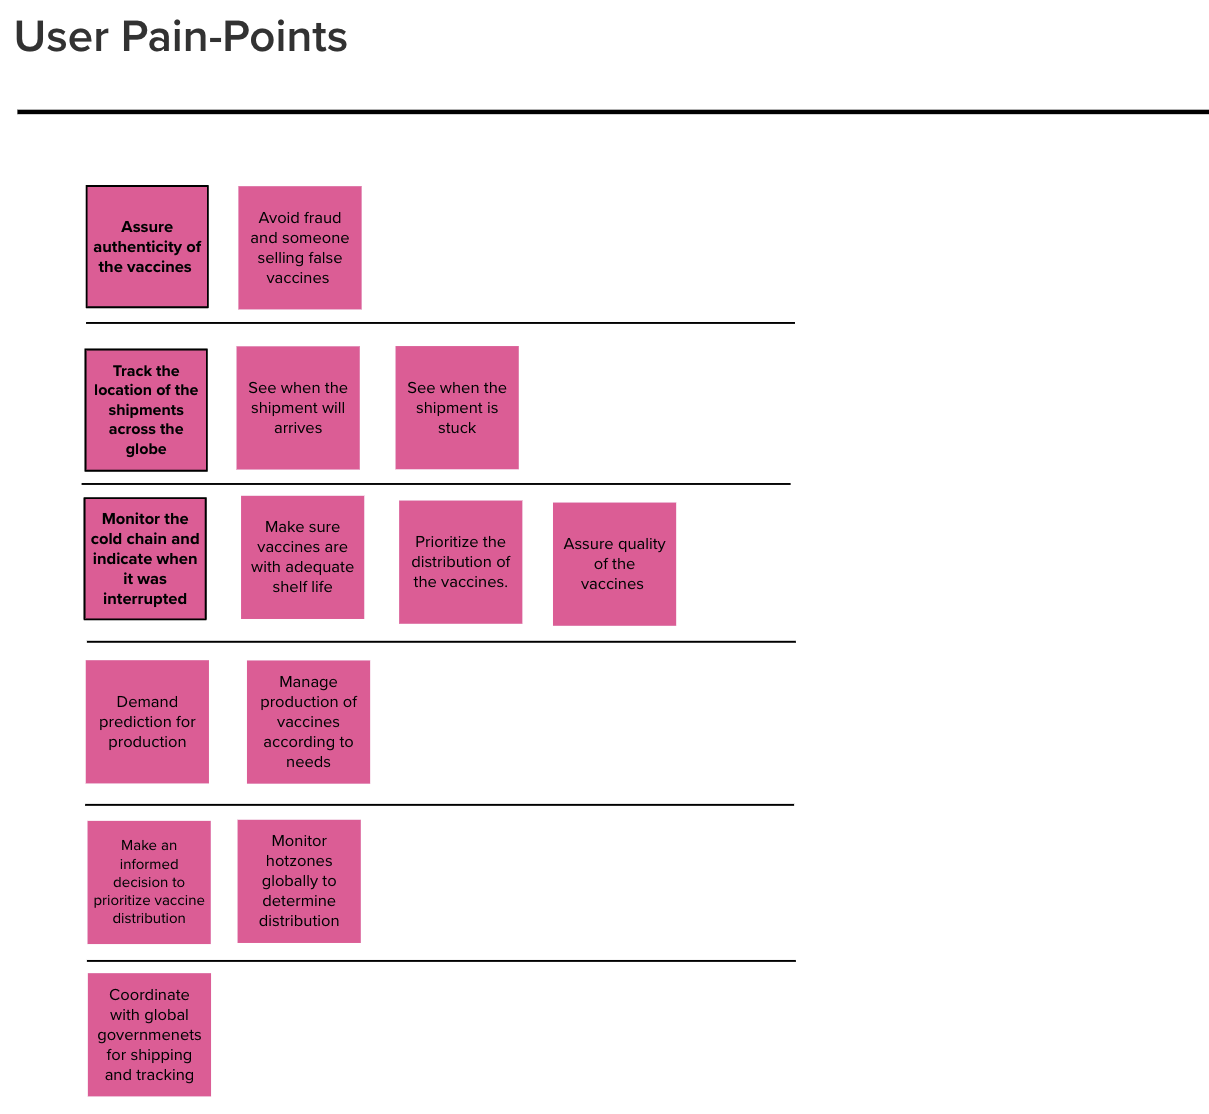 User Pain-Points
Assure
authenticity of
the vaccines
Avoid fraud
and someone
selling false
vaccines
Track the
location of the
shipments
across the
globe
See when the
shipment will
arrives
See when the
shipment is
stuck
Monitor the
cold chain and
indicate when
it was
interrupted
Make sure
vaccines are
with adequate
shelf life
Prioritize the
distribution of
the vaccines.
Assure quality
of the
vaccines
Demand
prediction for
production
Manage
production of
vaccines
according to
needs
Make an
informed
decision to
prioritize vaccine
distribution
Monitor
hotzones
globally to
determine
distribution
Coordinate
with global
governmenets
for shipping
and tracking